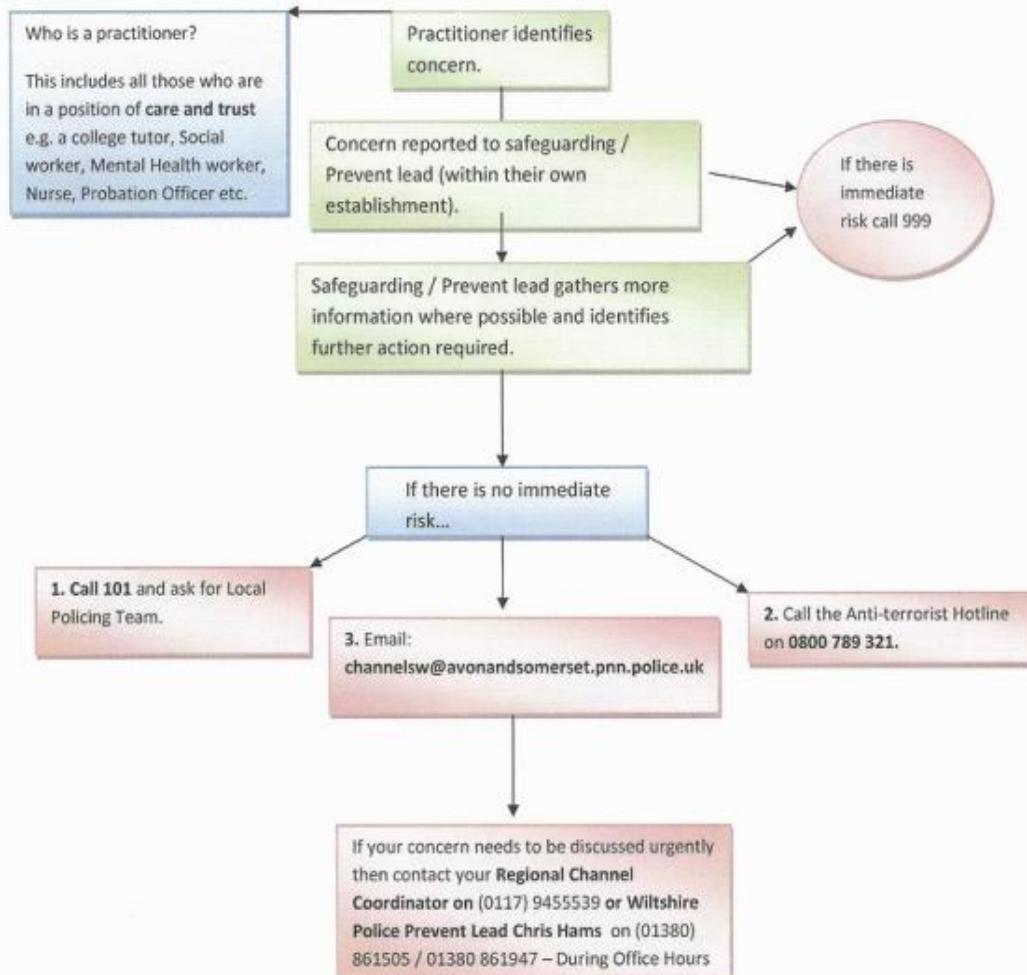 Who is a practitioner?
This includes all those who are
in a position of care and trust
e.g. a college tutor, Social
worker, Mental Health worker,
Nurse, Probation Officer etc.
Practitioner identifies
concern.
Concern reported to safeguarding /
Prevent lead (within their own
establishment).
If there is
immediate
risk call 999
Safeguarding / Prevent lead gathers more
information where possible and identifies
further action required.
If there is no immediate
risk...
1. Call 101 and ask for Local
Policing Team.
2. Call the Anti-terrorist Hotline
on 0800 789 321.
3. Email:
channelsw@avonandsomerset.pnn.police.uk
If your concern needs to be discussed urgently
then contact your Regional Channel
Coordinator on (0117) 9455539 or Wiltshire
Police Prevent Lead Chris Hams on (01380)
861505 / 01380 861947 – During Office Hours